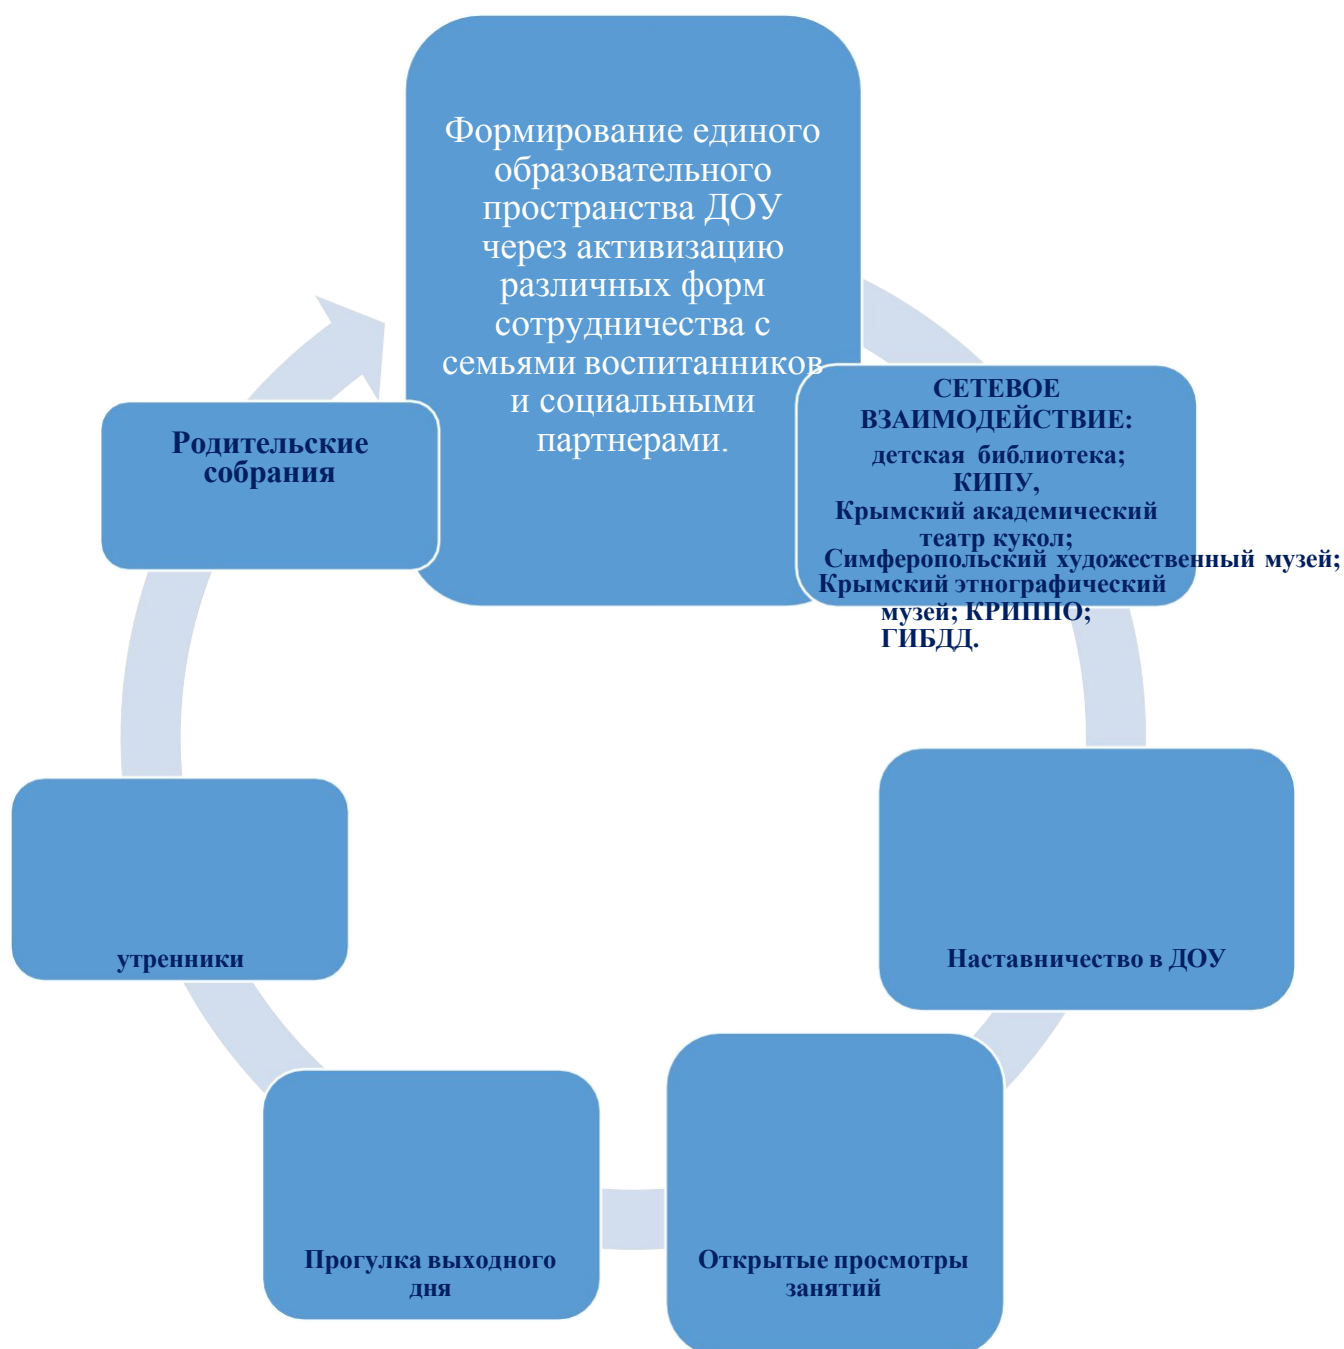 Формирование единого
образовательного
пространства ДОУ
через активизацию
различных форм
сотрудничества с
семьями воспитанников
и социальными
партнерами.
СЕТЕВОЕ
ВЗАИМОДЕЙСТВИЕ:
детская библиотека;
КИПУ,
Крымский академический
театр кукол;
Симферопольский художественный музей;
Крымский этнографический
музей; КРИППО;
ГИБДД.
Наставничество в ДОУ
Открытые просмотры
занятий
Прогулка выходного
дня
утренники
Родительские
собрания